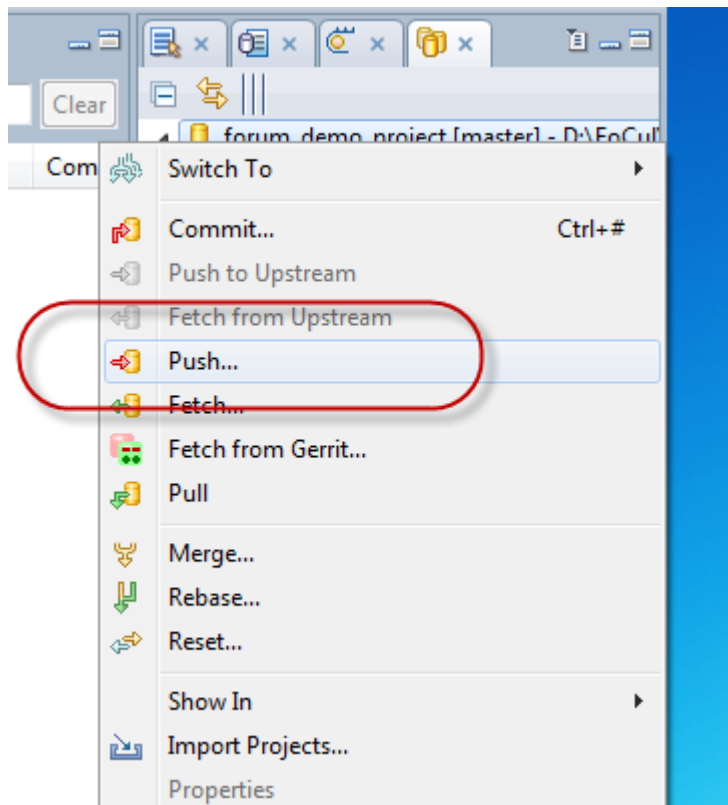 Clear
forum_demo_project [master] - D:\FoCul
Com
Switch To
Commit... Ctrl+#
Push to Upstream
Fetch from Upstream
Push...
Fetch...
Fetch from Gerrit...
Pull
Merge...
Rebase...
Reset...
Show In
Import Projects...
Properties